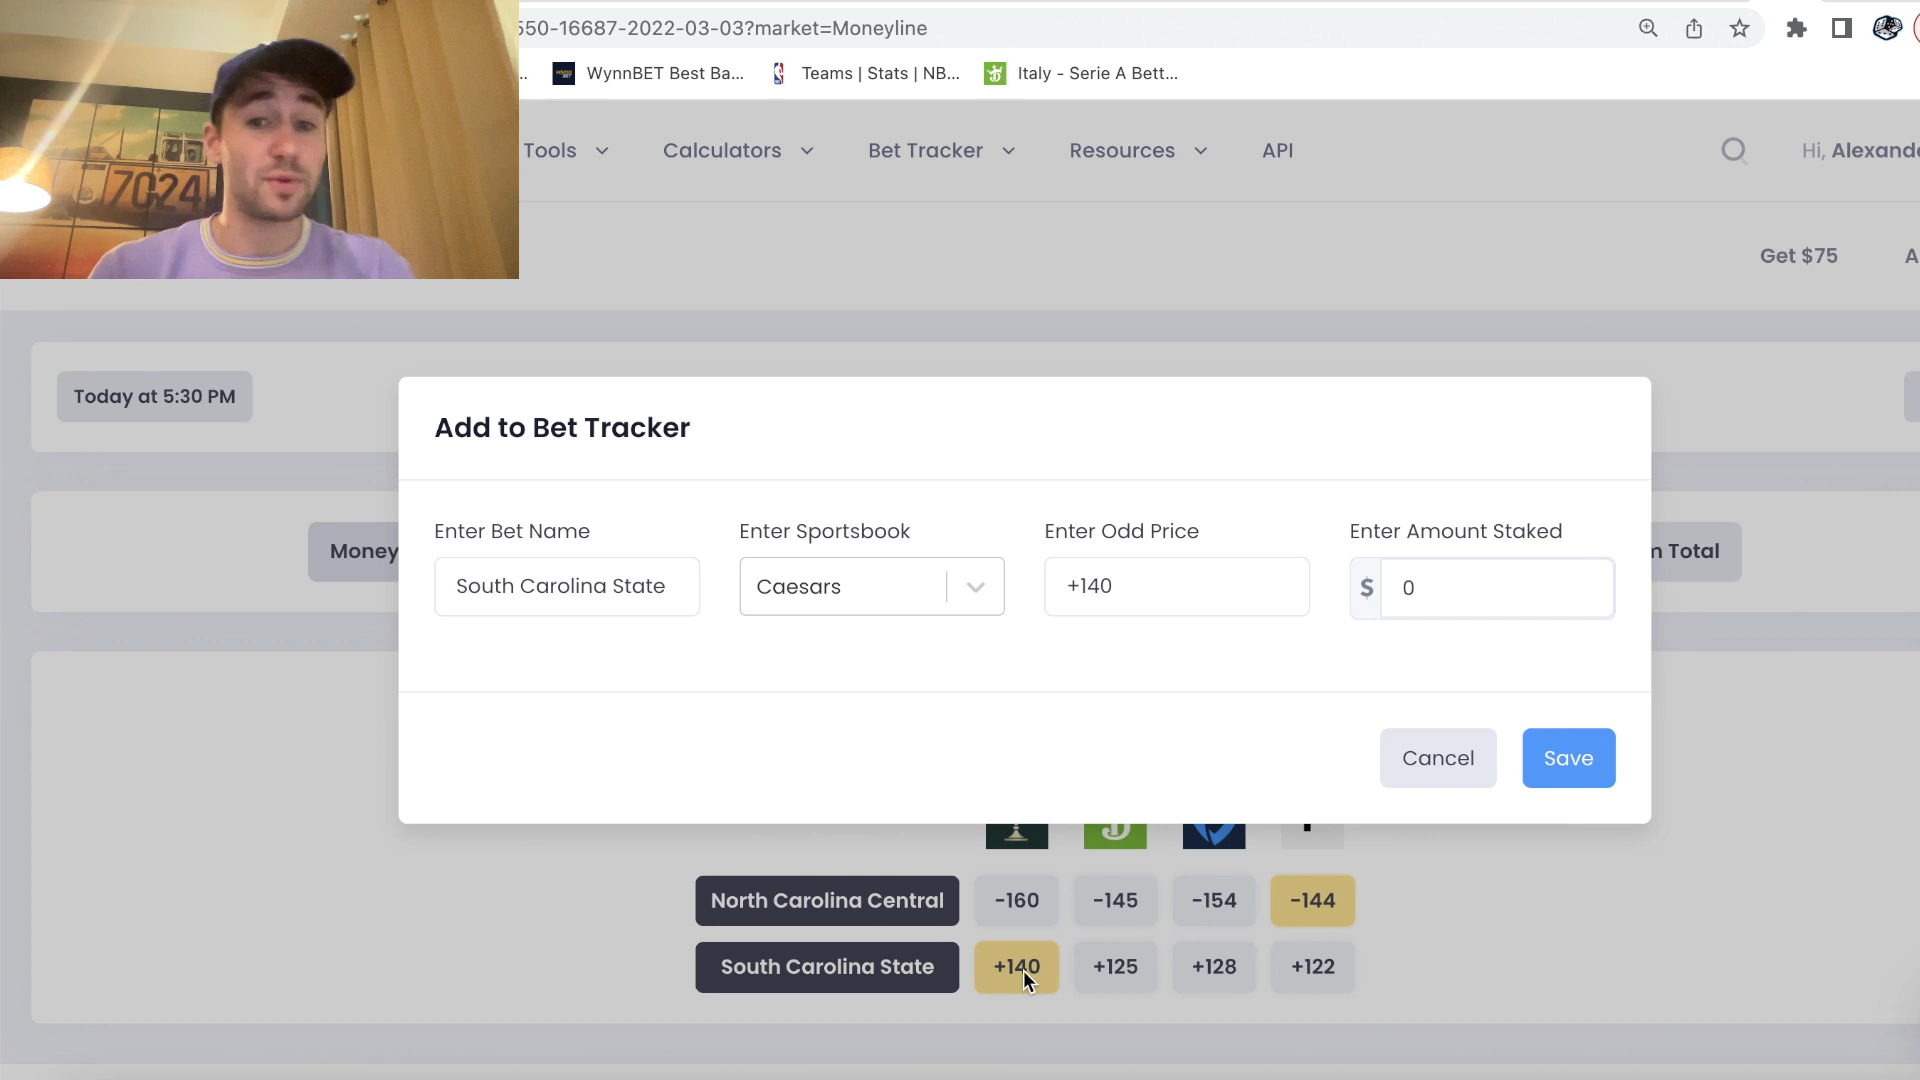 550-16687-2022-03-03?market=Moneyline
WynnBET Best Ba...
Teams | Stats | NB...
Italy - Serie A Bett...
Tools
Calculators
Bet Tracker
Resources
API
Hi, Alexand
7024
Get $75
A
Today at 5:30 PM
Add to Bet Tracker
Enter Bet Name
Enter Sportsbook
Enter Odd Price
Enter Amount Staked
Money
South Carolina State
Caesars
+140
$ 0
m Total
Cancel
Save
North Carolina Central -160 -145 -154 -144
South Carolina State +140 +125 +128 +122